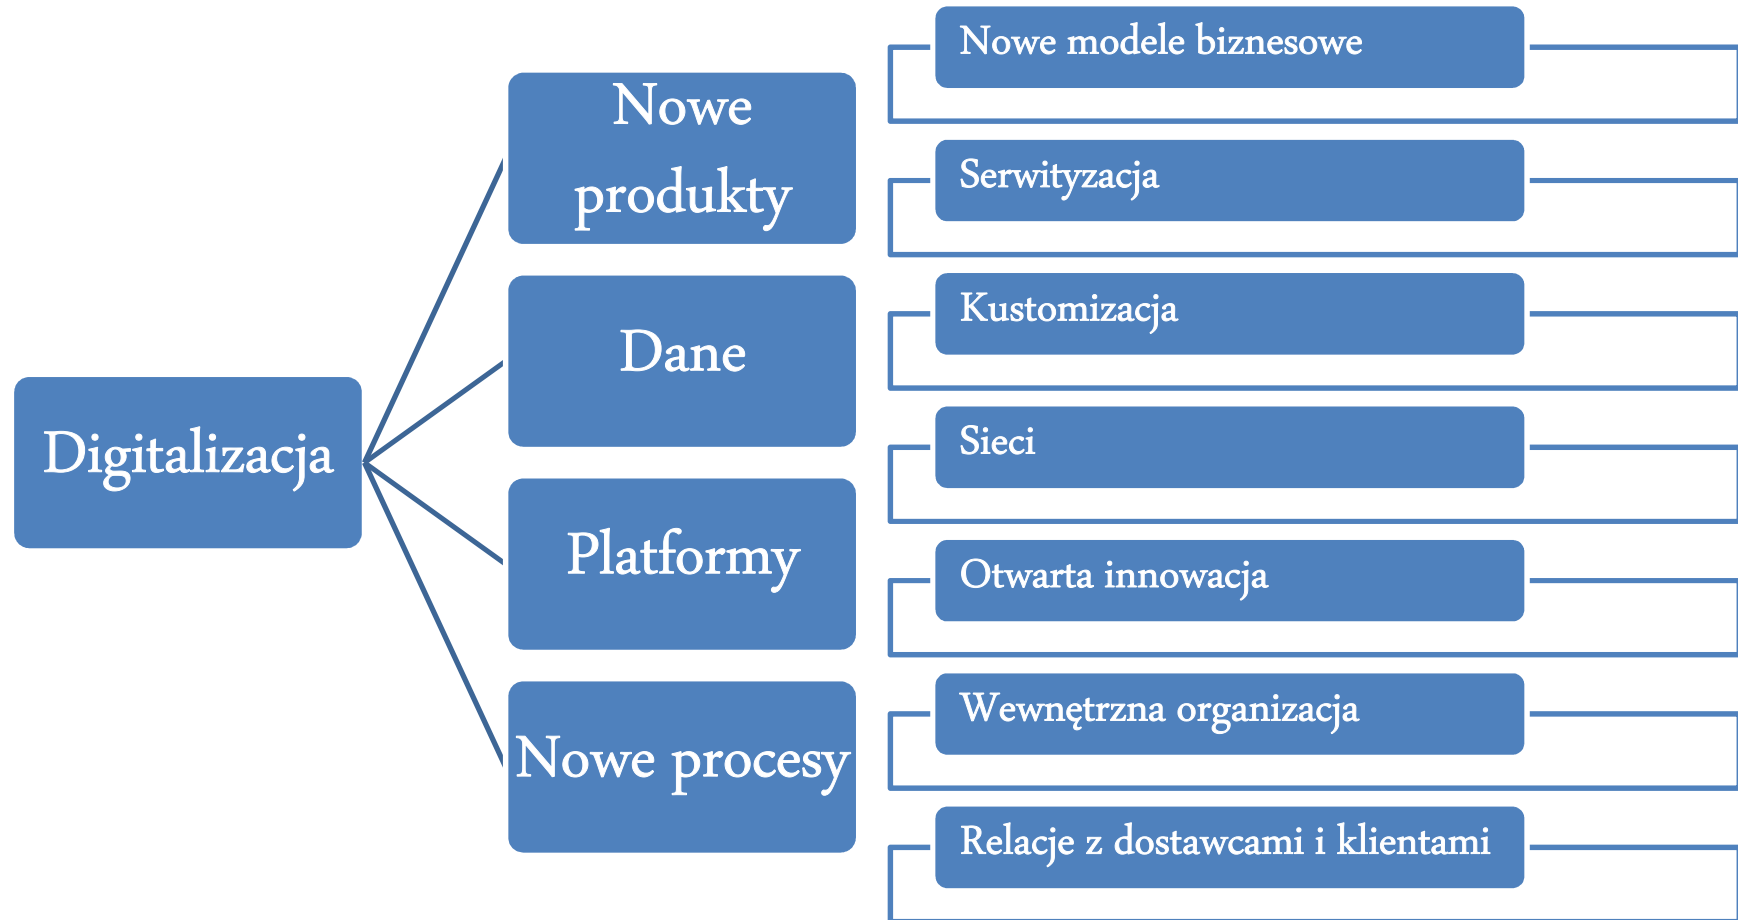 Digitalizacja
Nowe
produkty
Dane
Platformy
Nowe procesy
Nowe modele biznesowe
Serwityzacja
Kustomizacja
Sieci
Otwarta innowacja
Wewnętrzna organizacja
Relacje z dostawcami i klientami